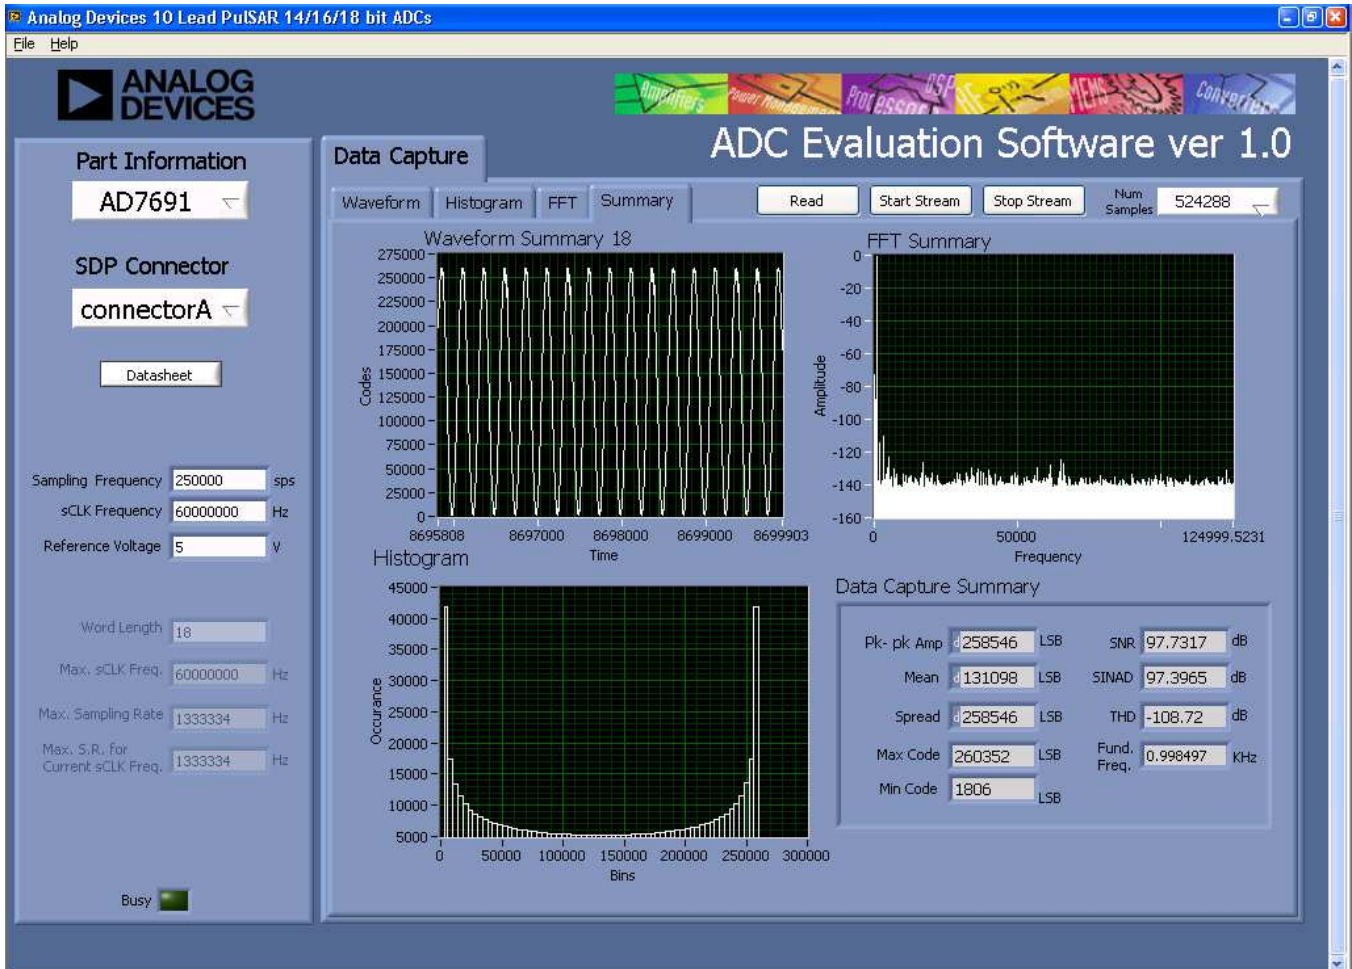 Analog Devices 10 Lead PulSAR 14/16/18 bit ADCs
File Help
ANALOG
DEVICES
Amplifiers Power Management Processor DSP RF MEMS Converters
ADC Evaluation Software ver 1.0
Part Information
AD7691
SDP Connector
connectorA
Datasheet
Sampling Frequency 250000 sps
sCLK Frequency 60000000 Hz
Reference Voltage 5 V
Word Length 18
Max. sCLK Freq. 60000000 Hz
Max. Sampling Rate 1333334 Hz
Max. S.R. for
Current sCLK Freq. 1333334 Hz
Busy
Data Capture
Waveform Histogram FFT Summary
Read Start Stream Stop Stream Num Samples 524288
Waveform Summary 18
275000
250000
225000
200000
175000
150000
125000
100000
75000
50000
25000
0
Codes
8695808 8697000 8698000 8699000 8699903
Time
FFT Summary
0
-20
-40
-60
-80
-100
-120
-140
-160
Amplitude
0 50000 124999.5231
Frequency
Histogram
45000
40000
35000
30000
25000
20000
15000
10000
5000
Occurance
0 50000 100000 150000 200000 250000 300000
Bins
Data Capture Summary
Pk- pk Amp d 258546 LSB SNR 97.7317 dB
Mean d 131098 LSB SINAD 97.3965 dB
Spread d 258546 LSB THD -108.72 dB
Max Code 260352 LSB Fund. Freq. 0.998497 KHz
Min Code 1806 LSB